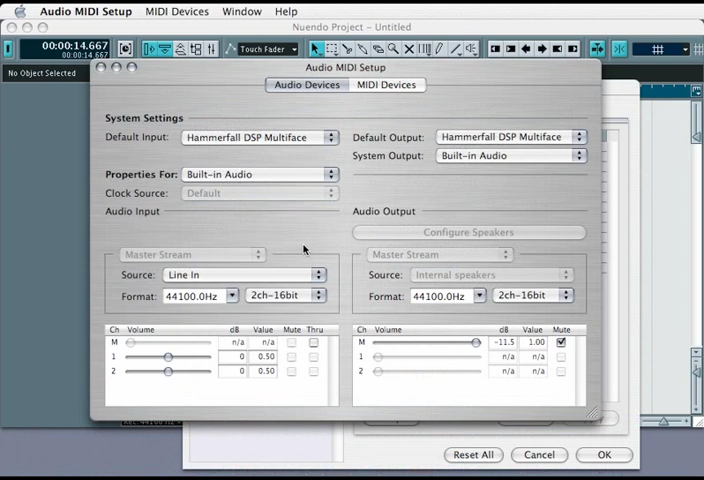 Audio MIDI Setup MIDI Devices Window Help
Nuendo Project - Untitled
00:00:14.667
00:00:14.667
Touch Fader
No Object Selected
Audio MIDI Setup
Audio Devices MIDI Devices
System Settings
Default Input: Hammerfall DSP Multiface
Default Output: Hammerfall DSP Multiface
System Output: Built-in Audio
Properties For: Built-in Audio
Clock Source: Default
Audio Input
Audio Output
Configure Speakers
Master Stream
Source: Line In
Format: 44100.0Hz 2ch-16bit
Master Stream
Source: Internal speakers
Format: 44100.0Hz 2ch-16bit
Ch Volume dB Value Mute Thru
M n/a n/a
1 0 0.50
2 0 0.50
Ch Volume dB Value Mute
M -11.5 1.00
1 n/a n/a
2 n/a n/a
Reset All Cancel OK